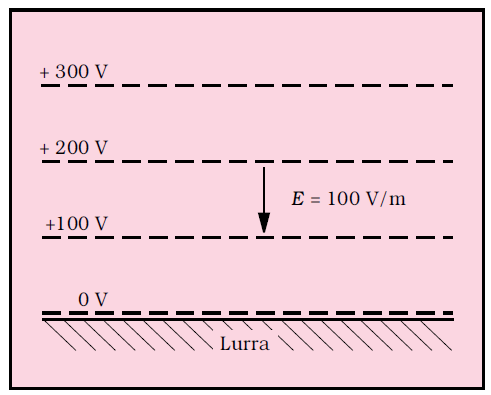 + 300 V
+ 200 V
E = 100 V/m
+100 V
0 V
Lurra